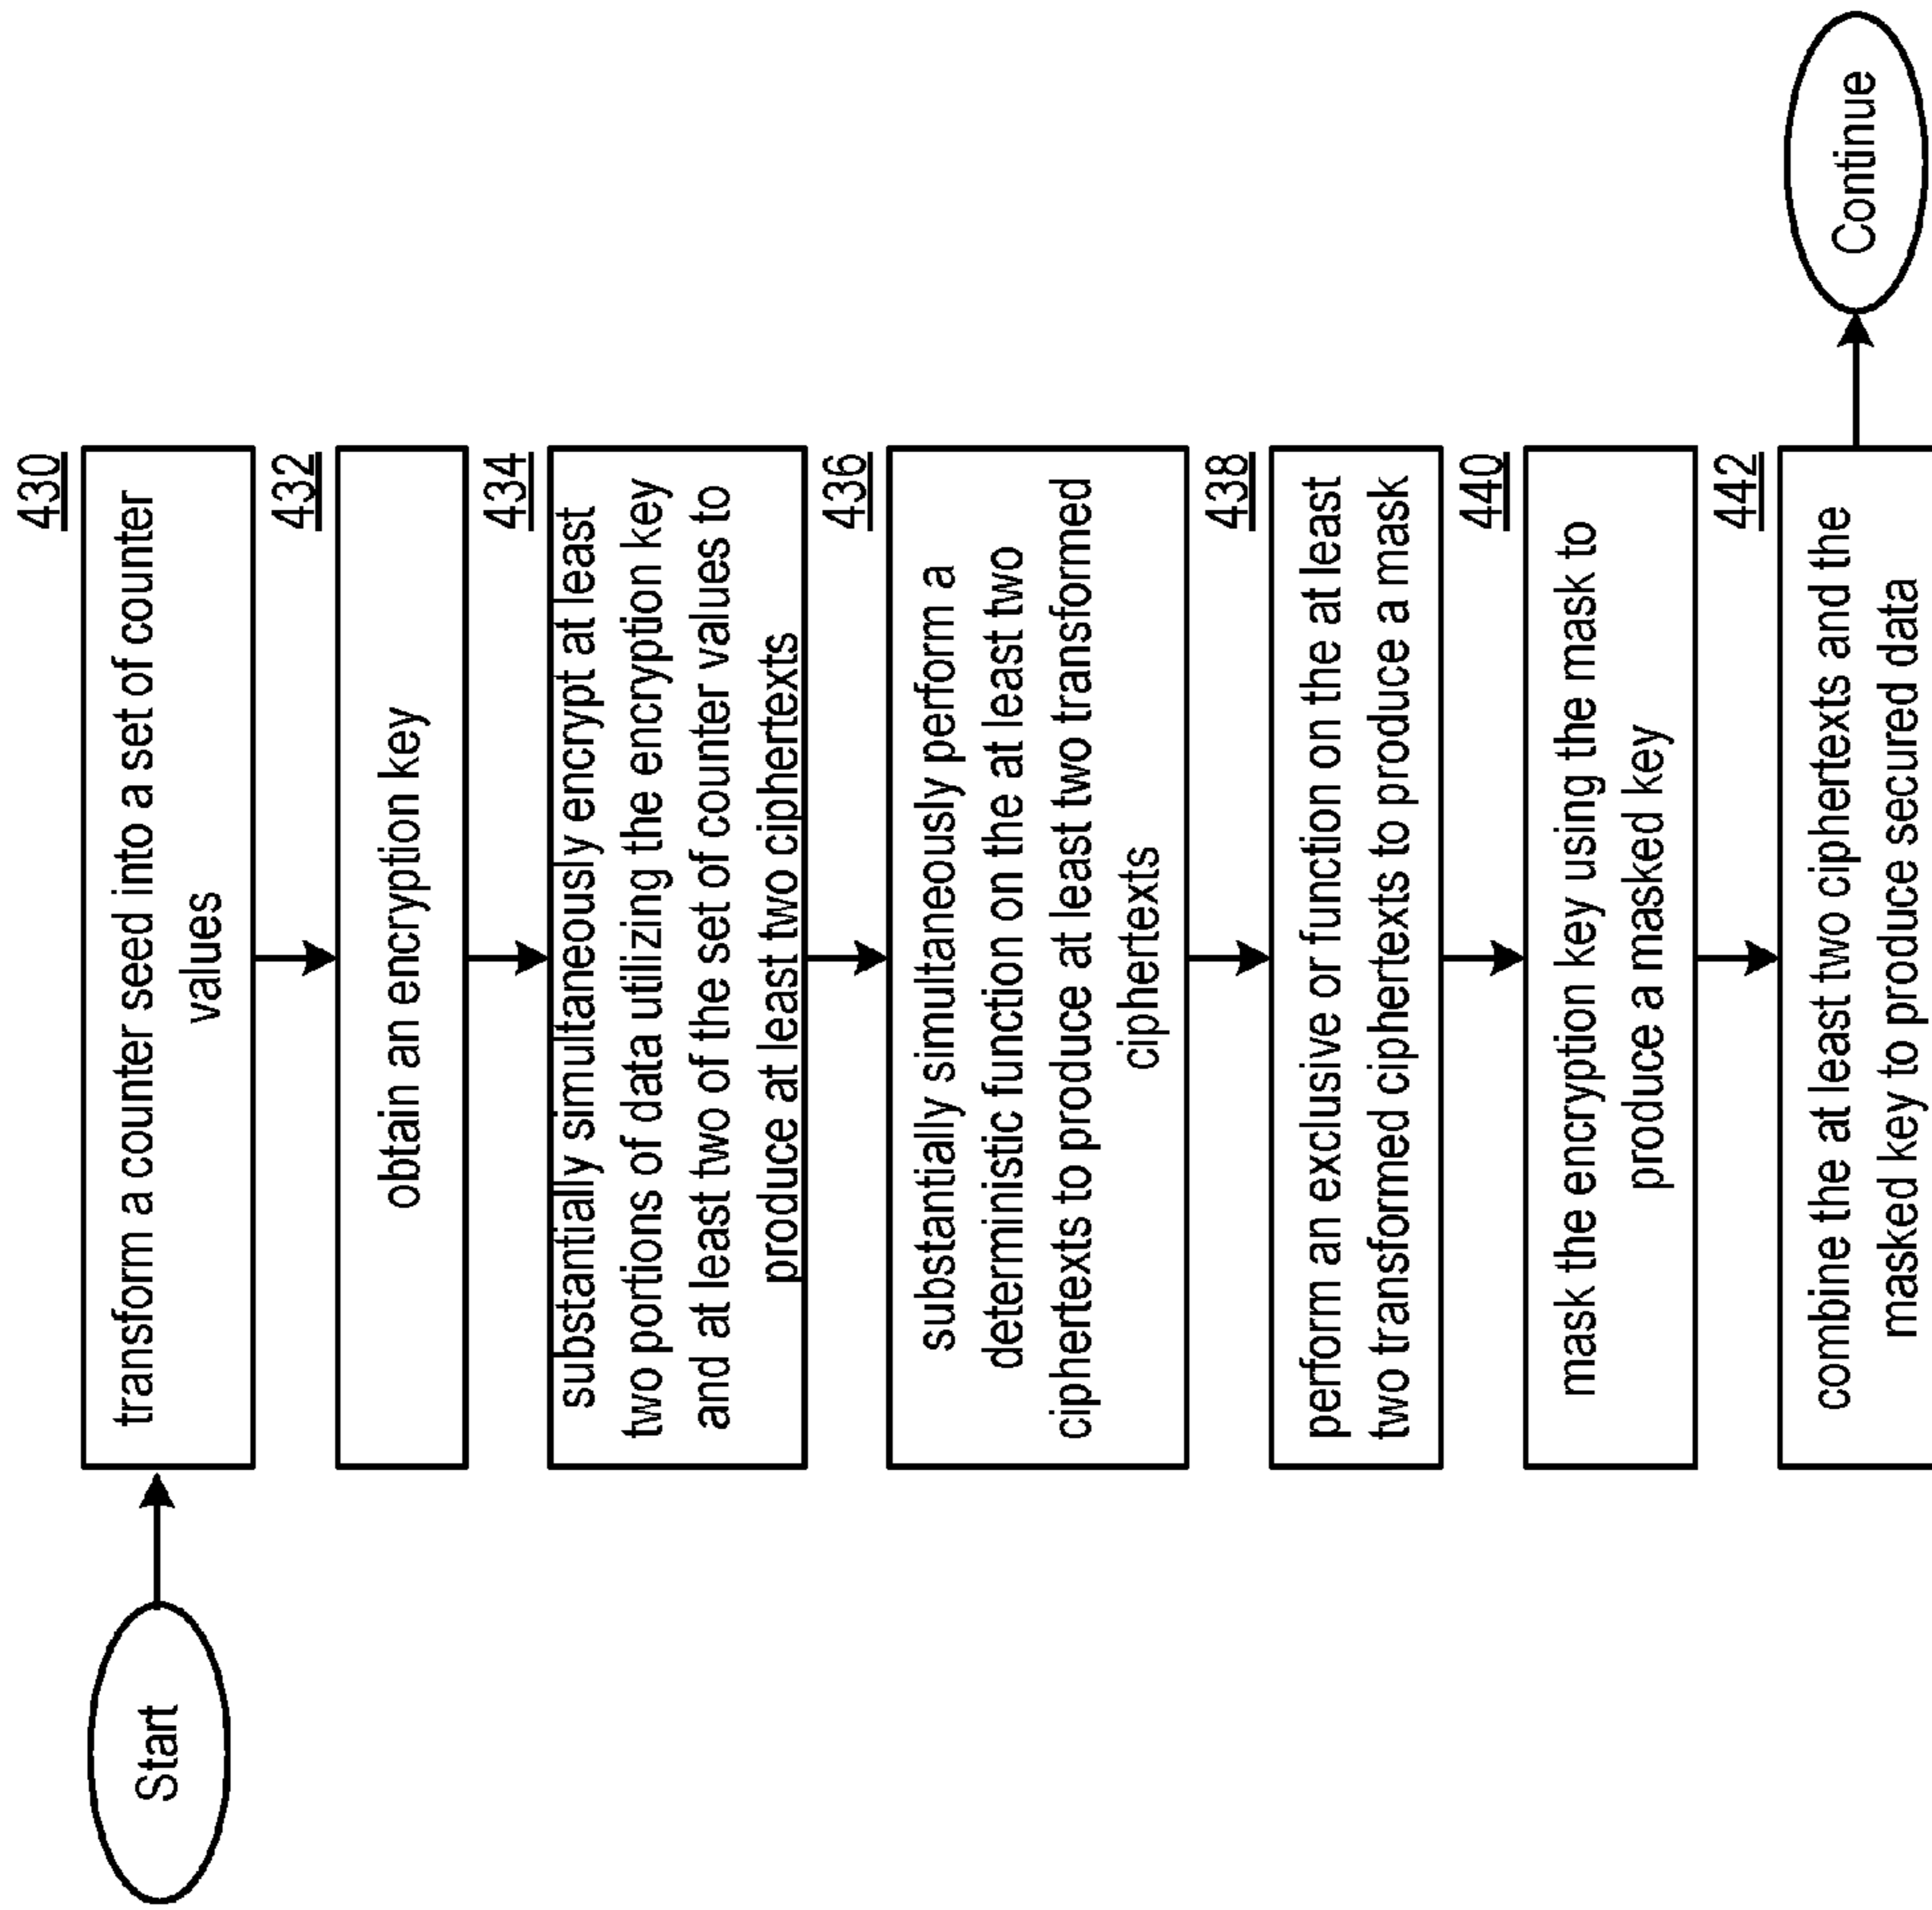 Start
430
transform a counter seed into a set of counter
values
432
obtain an encryption key
434
substantially simultaneously encrypt at least
two portions of data utilizing the encryption key
and at least two of the set of counter values to
produce at least two ciphertexts
436
substantially simultaneously perform a
deterministic function on the at least two
ciphertexts to produce at least two transformed
ciphertexts
438
perform an exclusive or function on the at least
two transformed ciphertexts to produce a mask
440
mask the encryption key using the mask to
produce a masked key
442
combine the at least two ciphertexts and the
masked key to produce secured data
Continue